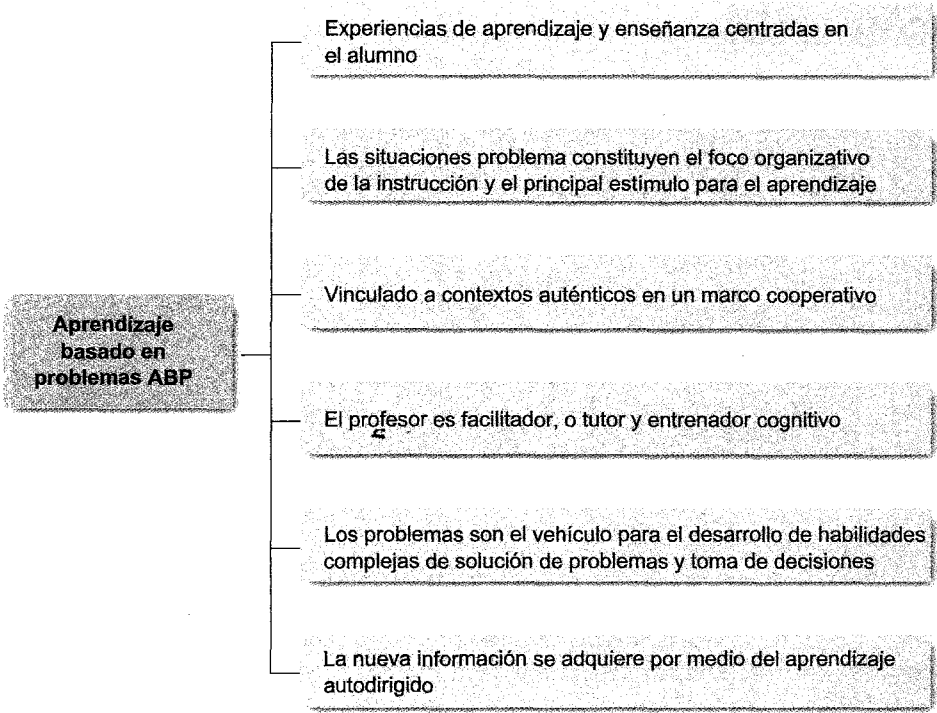 Experiencias de aprendizaje y enseñanza centradas en
el alumno
Las situaciones problema constituyen el foco organizativo
de la instrucción y el principal estímulo para el aprendizaje
Vinculado a contextos auténticos en un marco cooperativo
Aprendizaje
basado en
problemas ABP
El profesor es facilitador, o tutor y entrenador cognitivo
Los problemas son el vehículo para el desarrollo de habilidades
complejas de solución de problemas y toma de decisiones
La nueva información se adquiere por medio del aprendizaje
autodirigido